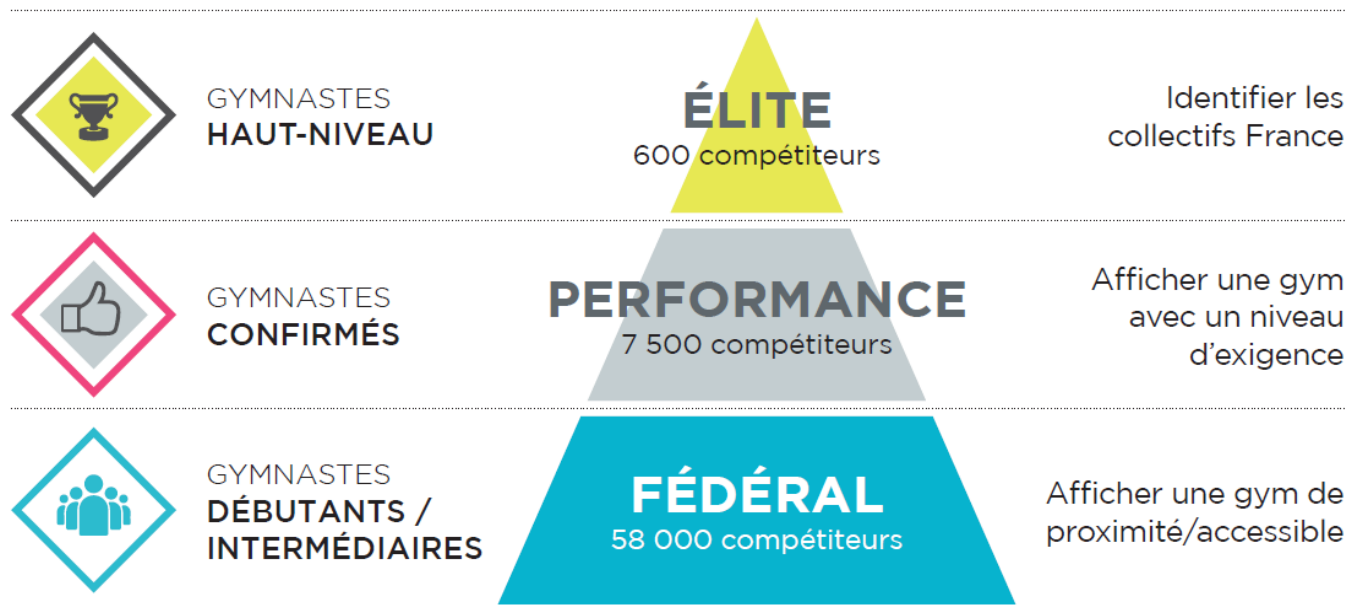 GYMNASTES
HAUT-NIVEAU
ÉLITE
600 compétiteurs
Identifier les
collectifs France
GYMNASTES
CONFIRMÉS
PERFORMANCE
7 500 compétiteurs
Afficher une gym
avec un niveau
d’exigence
GYMNASTES
DÉBUTANTS /
INTERMÉDIAIRES
FÉDÉRAL
58 000 compétiteurs
Afficher une gym de
proximité/accessible